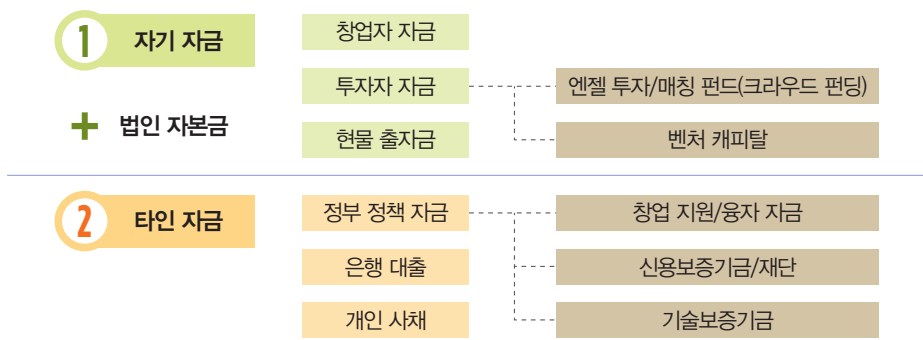 1 자기 자금
+ 법인 자본금
창업자 자금
투자자 자금
현물 출자금
엔젤 투자/매칭 펀드(크라우드 펀딩)
벤처 캐피탈
2 타인 자금
정부 정책 자금
은행 대출
개인 사채
창업 지원/융자 자금
신용보증기금/재단
기술보증기금